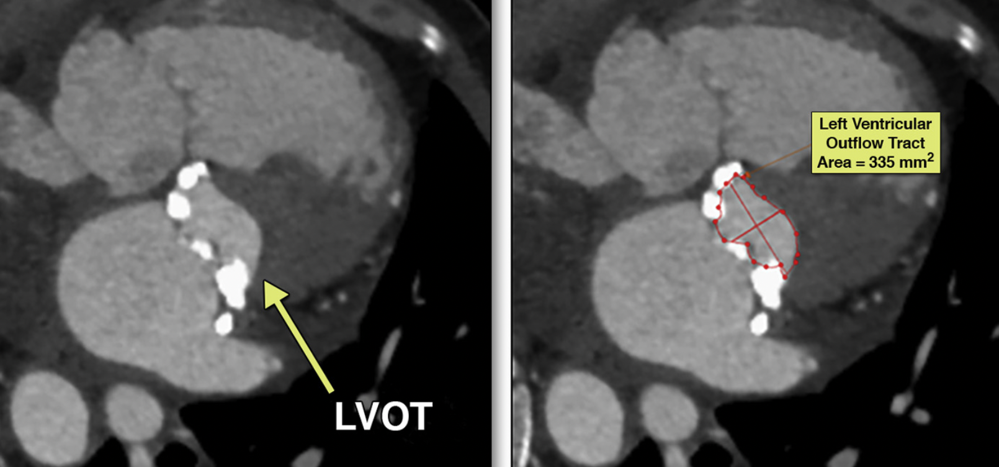 LVOT
Left Ventricular
Outflow Tract
Area = 335 mm²